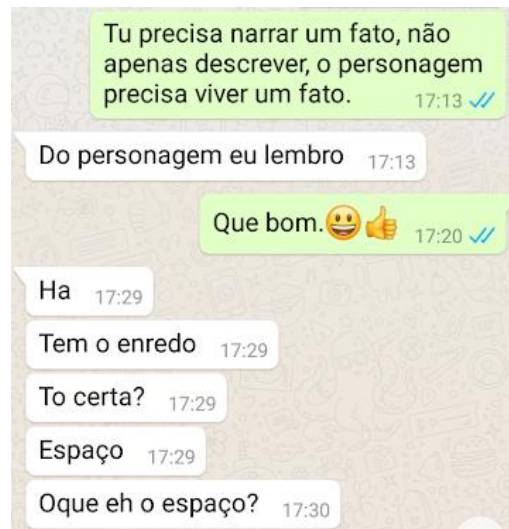 Tu precisa narrar um fato, não
apenas descrever, o personagem
precisa viver um fato. 17:13
Do personagem eu lembro 17:13
Que bom.😃👍 17:20
Ha 17:29
Tem o enredo 17:29
To certa? 17:29
Espaço 17:29
Oque eh o espaço? 17:30